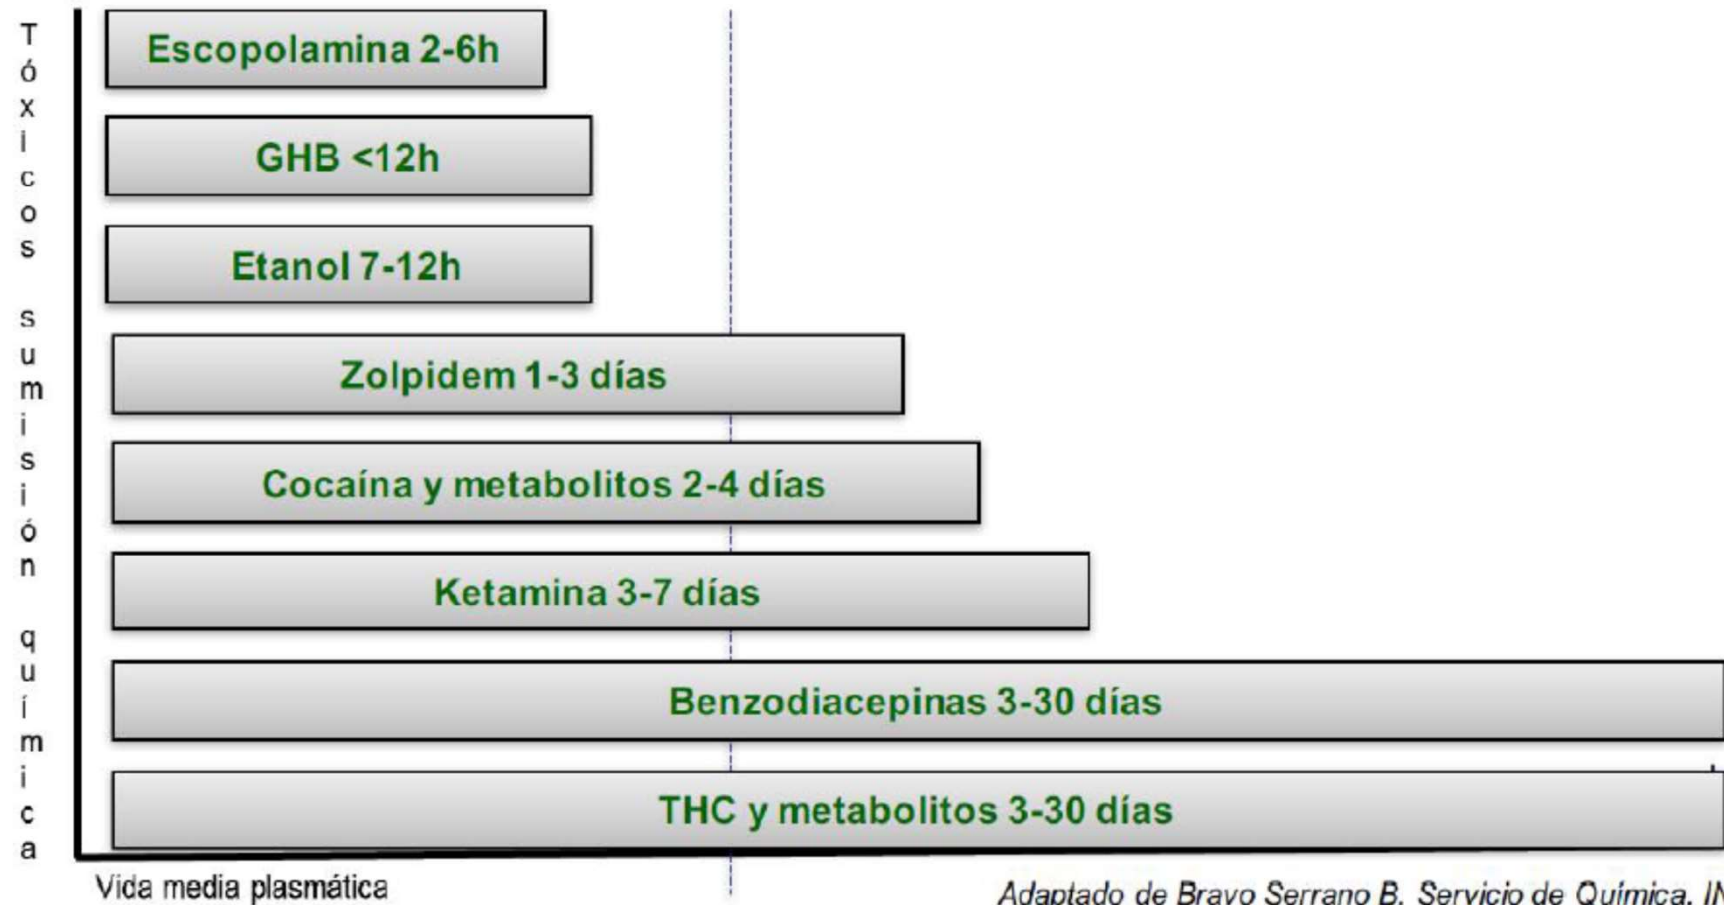 Tóxicos sumisión química
Escopolamina 2-6h
GHB <12h
Etanol 7-12h
Zolpidem 1-3 días
Cocaína y metabolitos 2-4 días
Ketamina 3-7 días
Benzodiacepinas 3-30 días
THC y metabolitos 3-30 días
Vida media plasmática
Adaptado de Bravo Serrano B. Servicio de Química. IN